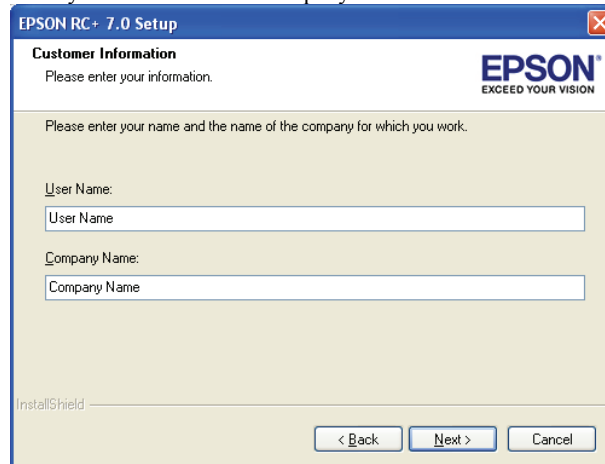 EPSON RC+ 7.0 Setup
Customer Information
Please enter your information.
EPSON®
EXCEED YOUR VISION
Please enter your name and the name of the company for which you work.
User Name:
User Name
Company Name:
Company Name
InstallShield
< Back Next > Cancel